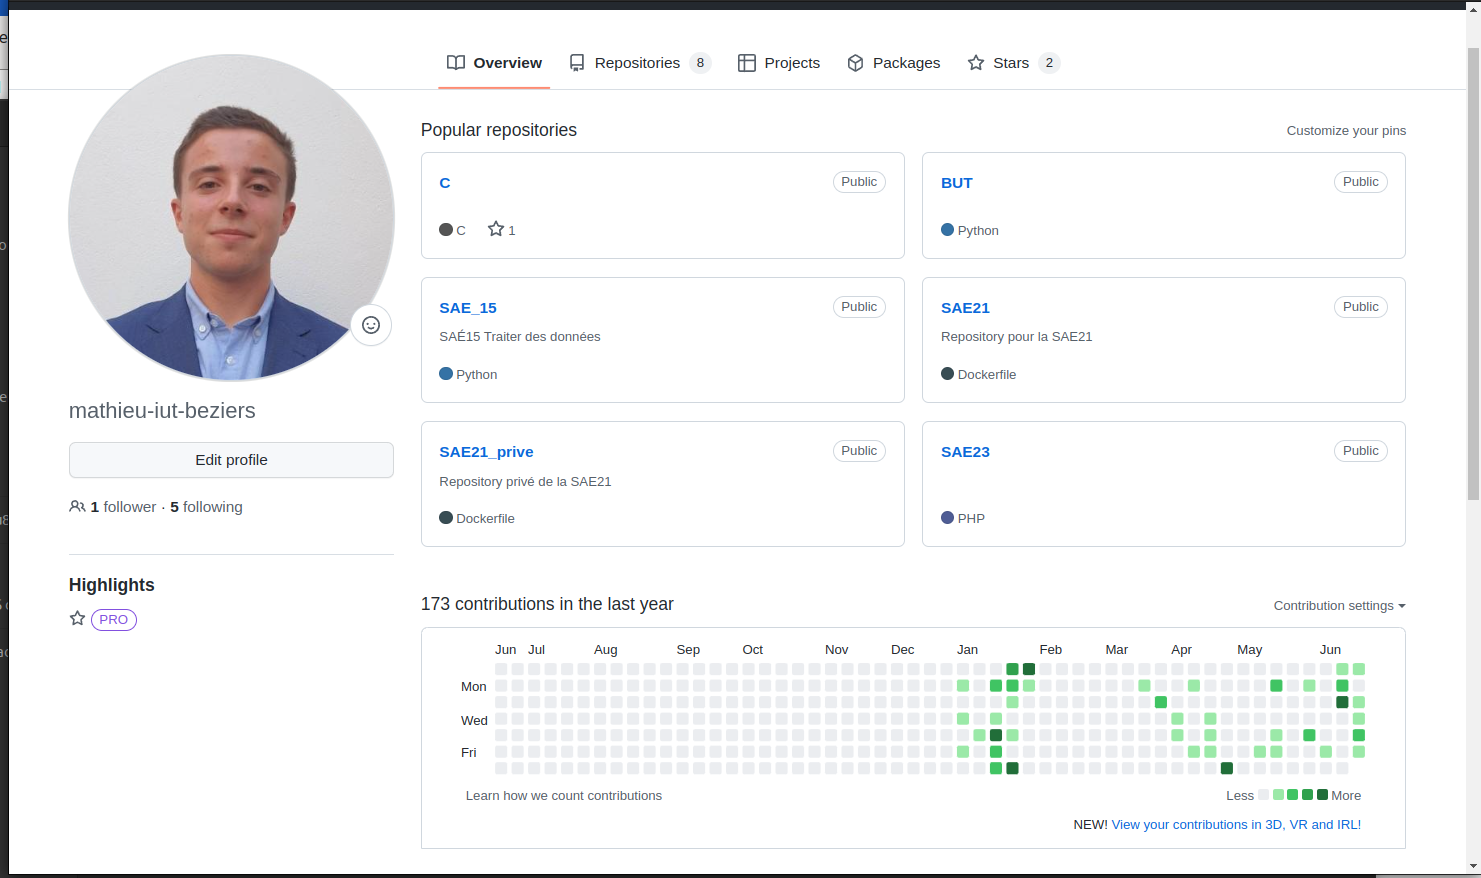 Overview Repositories 8 Projects Packages Stars 2
Popular repositories
Customize your pins
C
Public
C 1
BUT
Public
Python
SAE_15
Public
SAÉ15 Traiter des données
Python
SAE21
Public
Repository pour la SAE21
Dockerfile
SAE21_prive
Public
Repository privé de la SAE21
Dockerfile
SAE23
Public
PHP
mathieu-iut-beziers
Edit profile
1 follower · 5 following
Highlights
PRO
173 contributions in the last year
Contribution settings
Jun Jul Aug Sep Oct Nov Dec Jan Feb Mar Apr May Jun
Mon
Wed
Fri
Learn how we count contributions
Less More
NEW! View your contributions in 3D, VR and IRL!